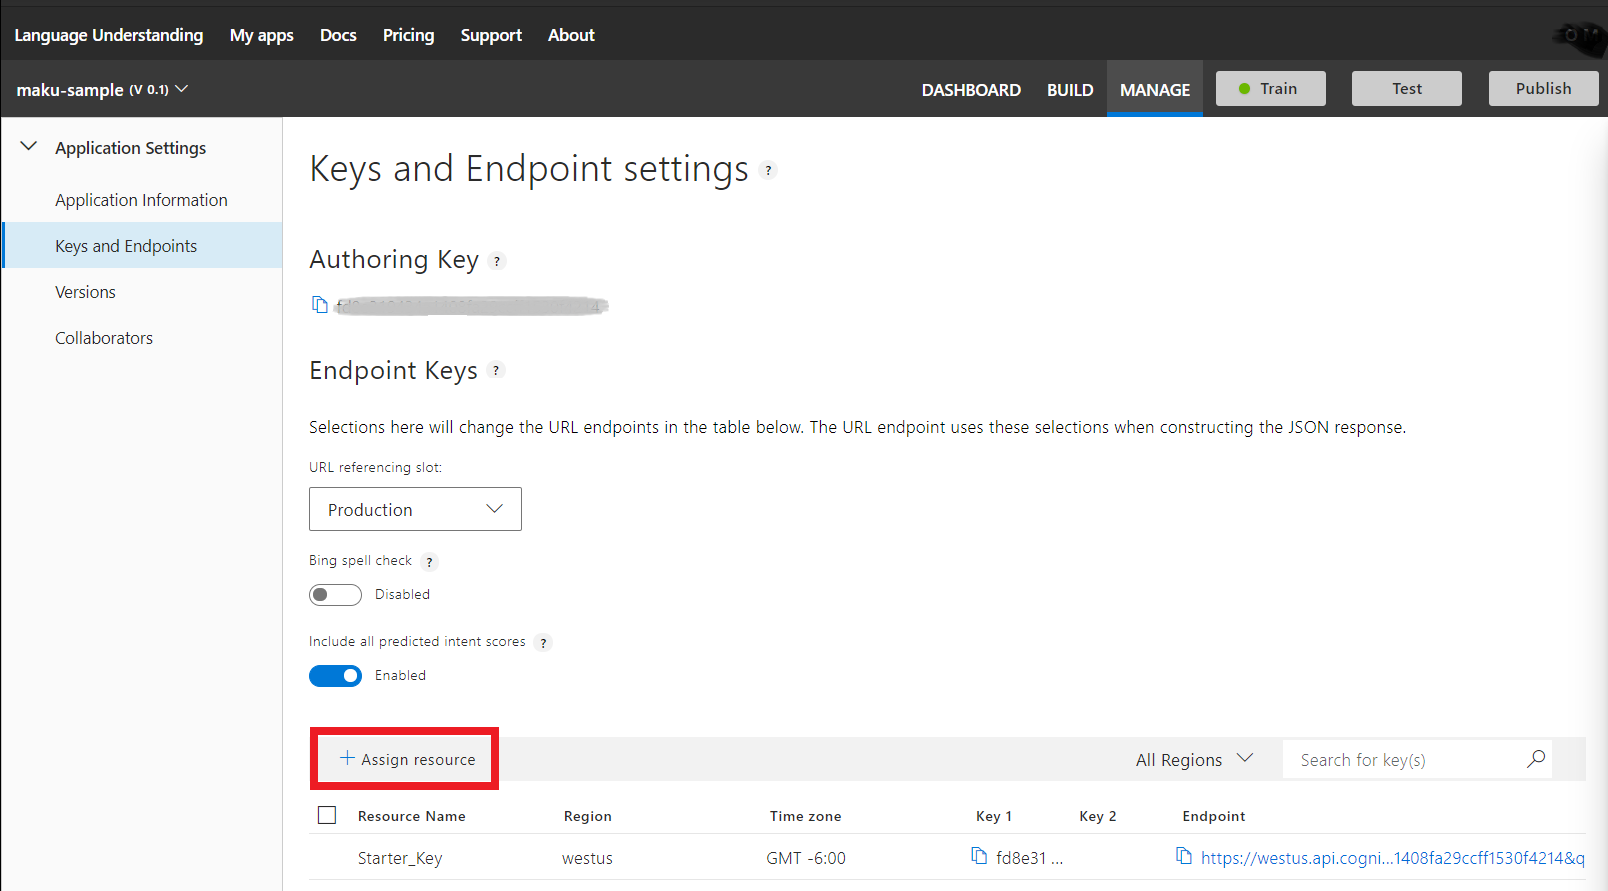 Language Understanding My apps Docs Pricing Support About
maku-sample (V 0.1) DASHBOARD BUILD MANAGE Train Test Publish
Application Settings
Application Information
Keys and Endpoints
Versions
Collaborators
Keys and Endpoint settings ?
Authoring Key ?
Endpoint Keys ?
Selections here will change the URL endpoints in the table below. The URL endpoint uses these selections when constructing the JSON response.
URL referencing slot:
Production
Bing spell check ?
Disabled
Include all predicted intent scores ?
Enabled
+ Assign resource All Regions Search for key(s)
Resource Name Region Time zone Key 1 Key 2 Endpoint
Starter_Key westus GMT -6:00 fd8e31 ... https://westus.api.cogni...1408fa29ccff1530f4214&q